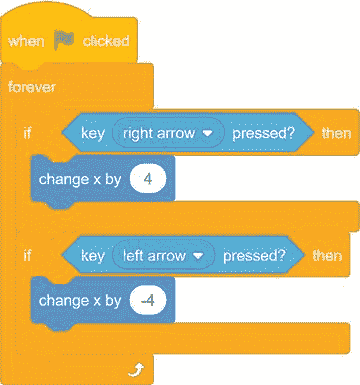 when clicked
forever
if key right arrow pressed? then
change x by 4
if key left arrow pressed? then
change x by -4